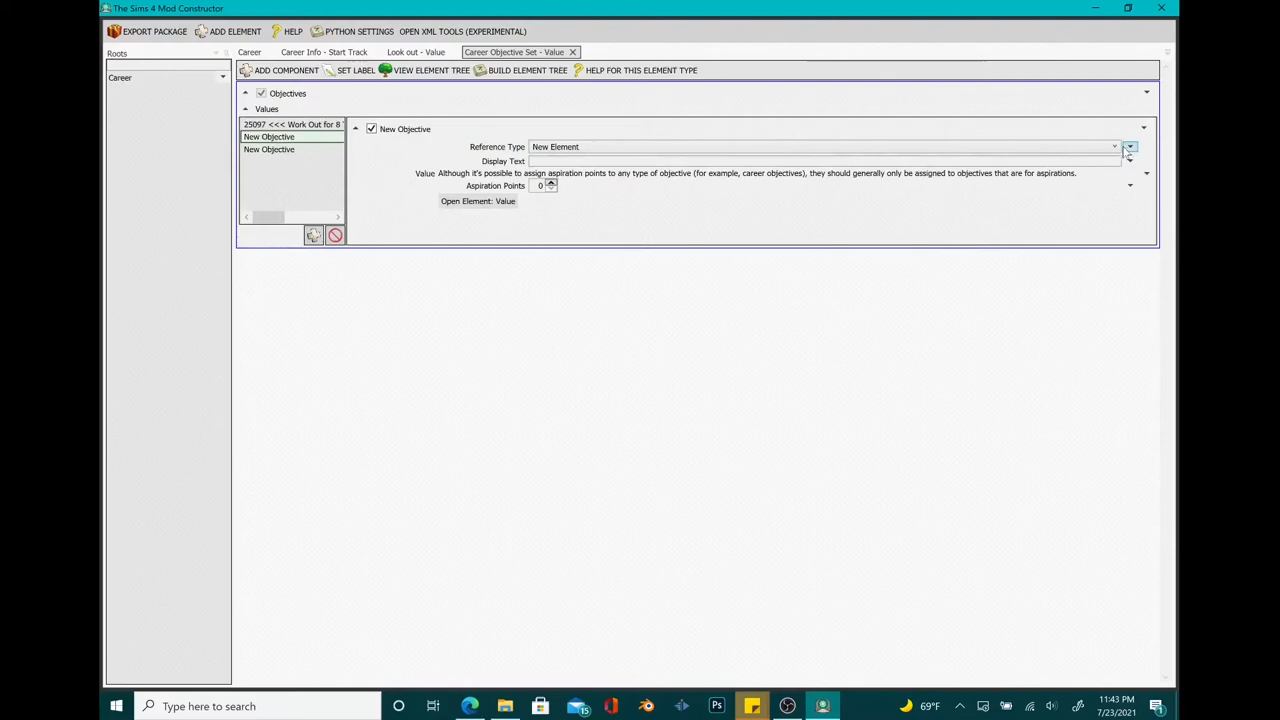 The Sims 4 Mod Constructor
EXPORT PACKAGE ADD ELEMENT HELP PYTHON SETTINGS OPEN XML TOOLS (EXPERIMENTAL)
Roots
Career
Career Career Info - Start Track Look out - Value Career Objective Set - Value
ADD COMPONENT SET LABEL VIEW ELEMENT TREE BUILD ELEMENT TREE HELP FOR THIS ELEMENT TYPE
Objectives
Values
25097 <<< Work Out for 8
New Objective
New Objective
New Objective
Reference Type New Element
Display Text
Value Although it's possible to assign aspiration points to any type of objective (for example, career objectives), they should generally only be assigned to objectives that are for aspirations.
Aspiration Points 0
Open Element: Value
Type here to search
15
Ps
69°F
11:43 PM
7/23/2021
1